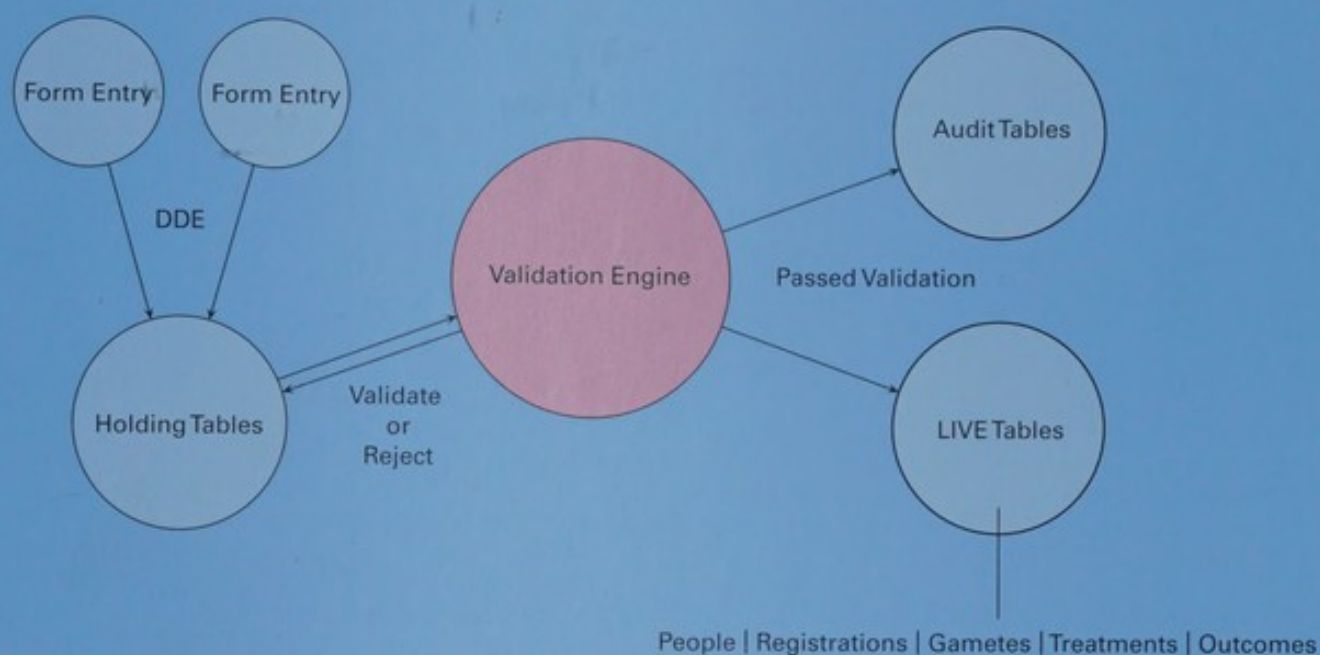 Form Entry
Form Entry
Audit Tables
DDE
Validation Engine
Passed Validation
Validate
or
Reject
Holding Tables
LIVE Tables
People | Registrations | Gametes | Treatments | Outcomes